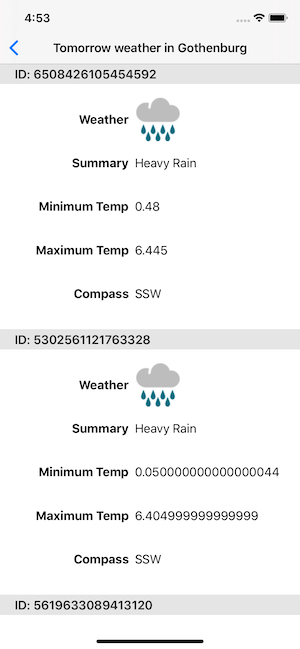 4:53
Tomorrow weather in Gothenburg
ID: 6508426105454592
Weather
Summary Heavy Rain
Minimum Temp 0.48
Maximum Temp 6.445
Compass SSW
ID: 5302561121763328
Weather
Summary Heavy Rain
Minimum Temp 0.050000000000000044
Maximum Temp 6.404999999999999
Compass SSW
ID: 5619633089413120